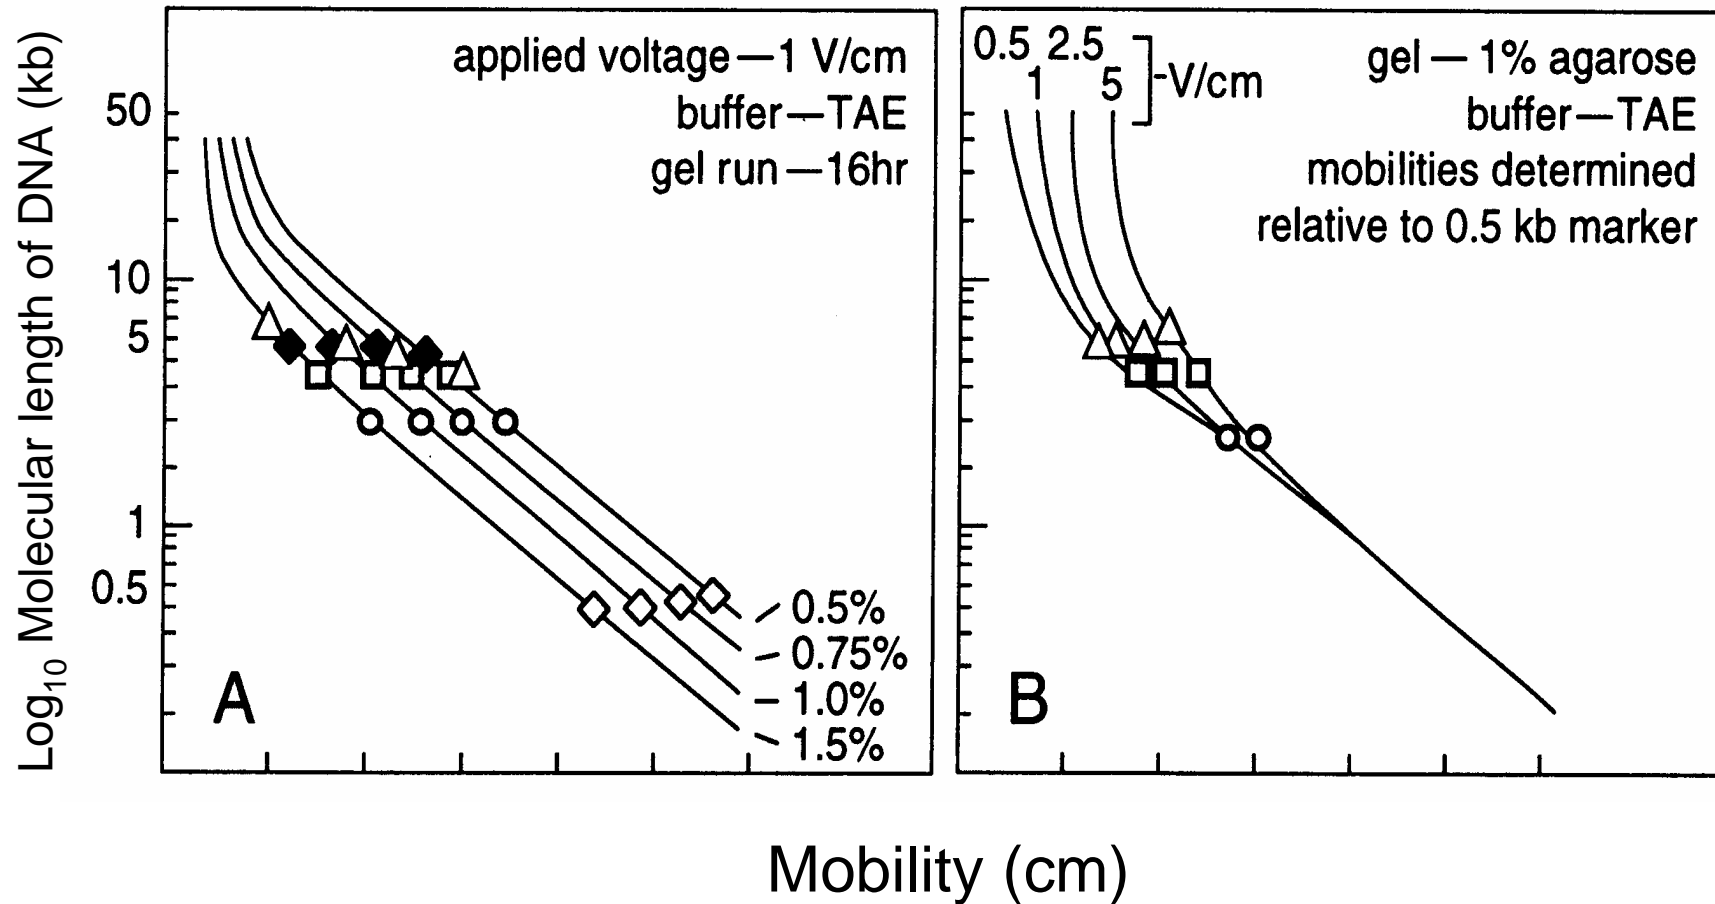 Log10 Molecular length of DNA (kb)
50
10
5
1
0.5
applied voltage—1 V/cm
buffer—TAE
gel run—16hr
0.5%
0.75%
1.0%
1.5%
A
0.5 2.5
1 5
V/cm
gel — 1% agarose
buffer—TAE
mobilities determined
relative to 0.5 kb marker
B
Mobility (cm)